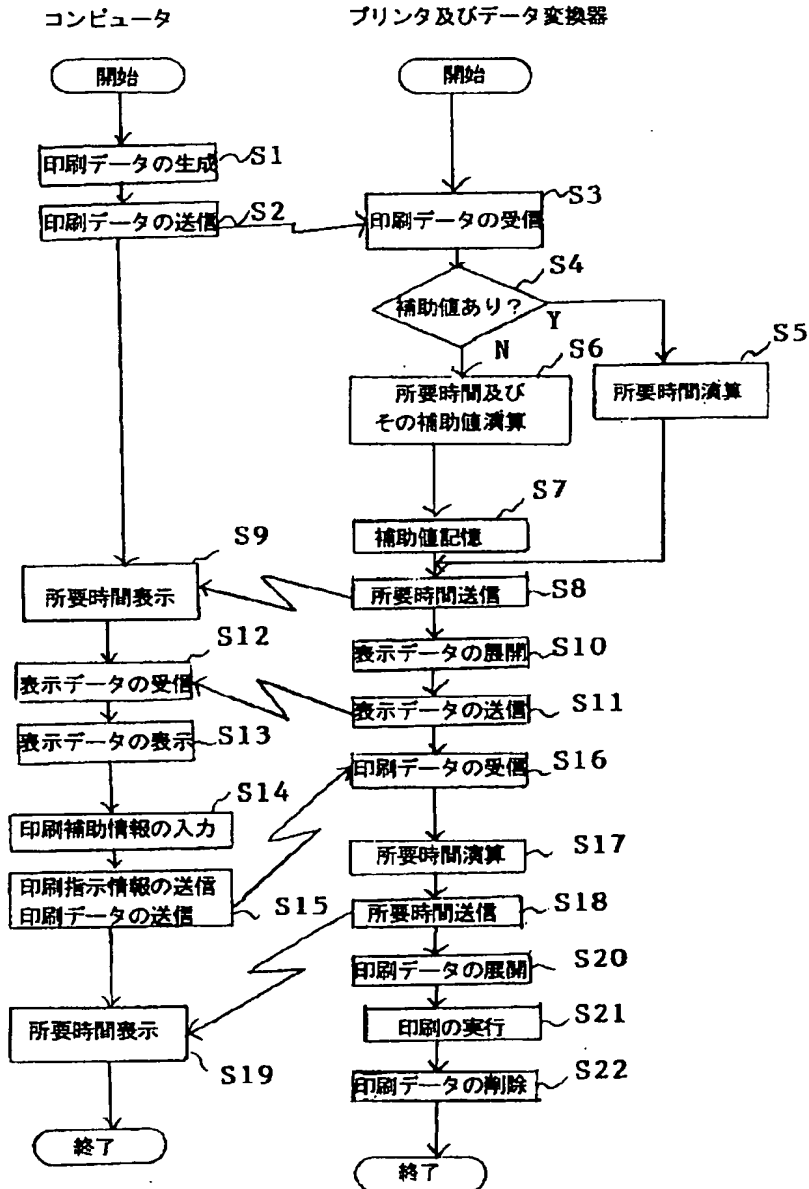 コンピュータ
プリンタ及びデータ変換器
開始
開始
印刷データの生成
S1
印刷データの送信
S2
S3
印刷データの受信
S4
補助値あり?
Y
N
S5
所要時間演算
S6
所要時間及び
その補助値演算
S7
補助値記憶
所要時間送信
S8
S9
所要時間表示
表示データの展開
S10
表示データの送信
S11
S12
表示データの受信
表示データの表示
S13
S14
印刷補助情報の入力
印刷指示情報の送信
印刷データの送信
S15
印刷データの受信
S16
所要時間演算
S17
所要時間送信
S18
所要時間表示
S19
印刷データの展開
S20
印刷の実行
S21
印刷データの削除
S22
終了
終了